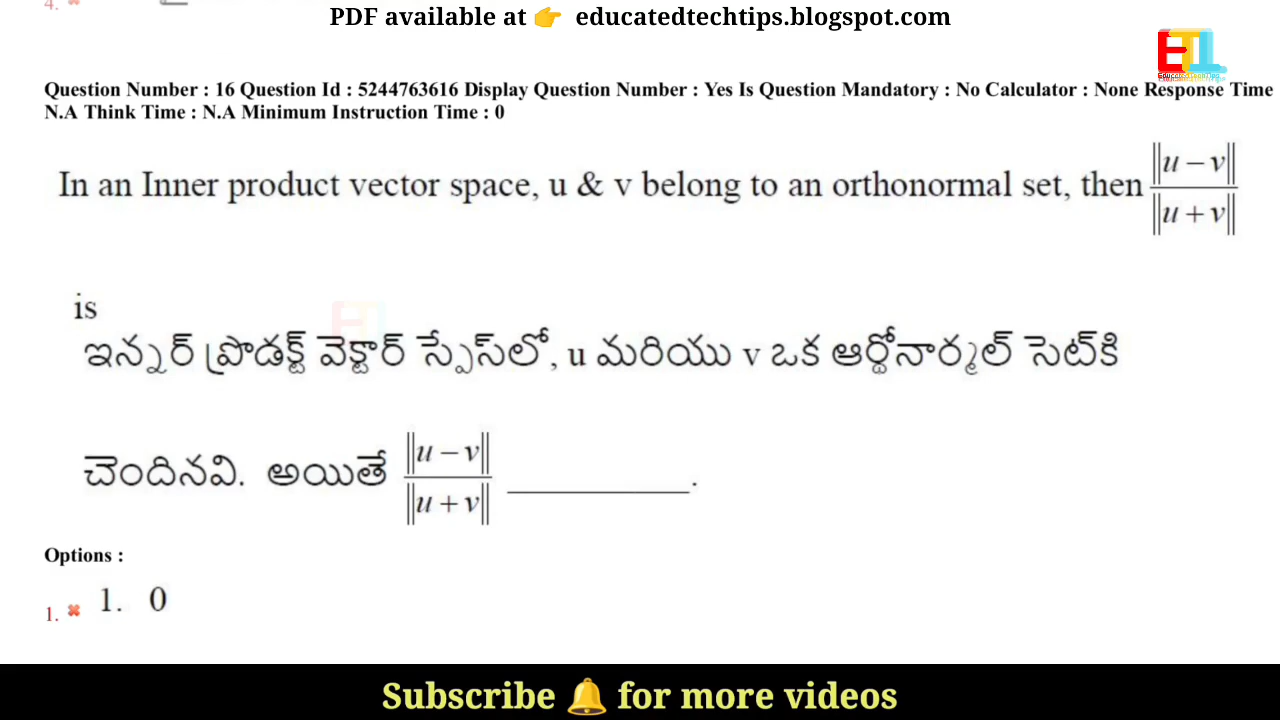 4. ✖
PDF available at 👉 educatedtechtips.blogspot.com
ETL
Question Number : 16 Question Id : 5244763616 Display Question Number : Yes Is Question Mandatory : No Calculator : None Response Time
N.A Think Time : N.A Minimum Instruction Time : 0
In an Inner product vector space, u & v belong to an orthonormal set, then ‖u − v‖ / ‖u + v‖
is
ఇన్నర్ ప్రొడక్ట్ వెక్టార్ స్పేస్‌లో, u మరియు v ఒక ఆర్థోనార్మల్ సెట్‌కి
చెందినవి. అయితే ‖u − v‖ / ‖u + v‖ ____________.
Options :
1. ✖ 1. 0
Subscribe 🔔 for more videos